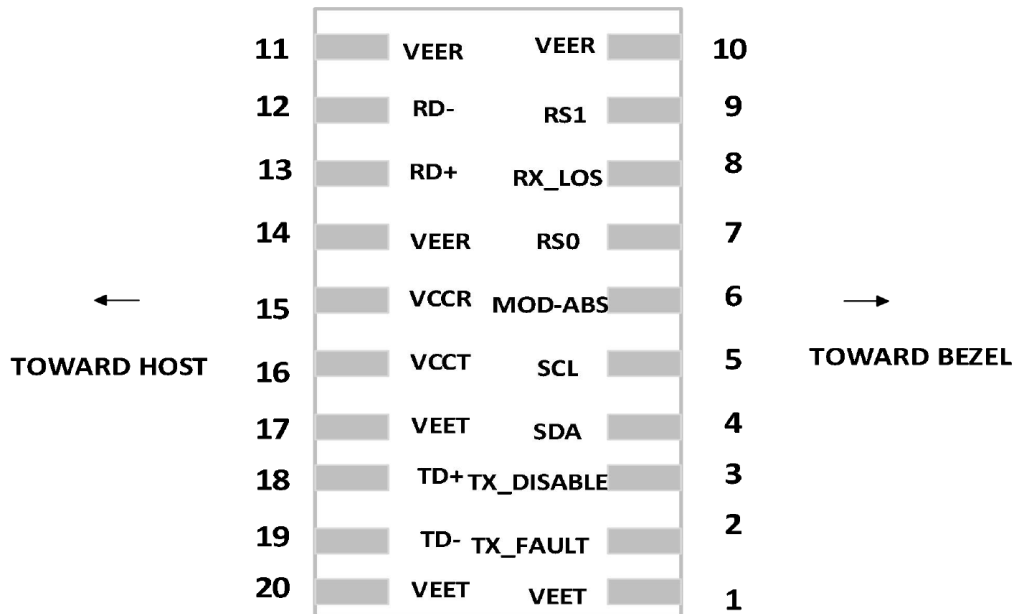 11 VEER VEER 10
12 RD- RS1 9
13 RD+ RX_LOS 8
14 VEER RS0 7
15 VCCR MOD-ABS 6
TOWARD HOST 16 VCCT SCL 5 TOWARD BEZEL
17 VEET SDA 4
18 TD+ TX_DISABLE 3
19 TD- TX_FAULT 2
20 VEET VEET 1